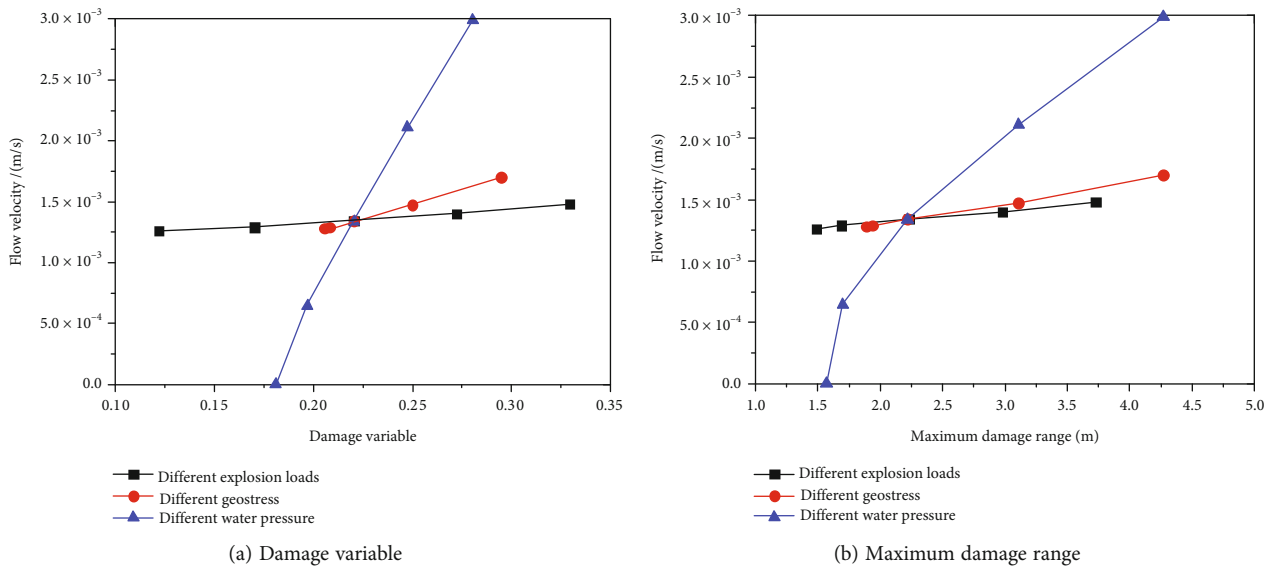 3.0 × 10⁻³
2.5 × 10⁻³
2.0 × 10⁻³
1.5 × 10⁻³
1.0 × 10⁻³
5.0 × 10⁻⁴
0.0
Flow velocity /(m/s)
0.10 0.15 0.20 0.25 0.30 0.35
Damage variable
Different explosion loads
Different geostress
Different water pressure
(a) Damage variable
3.0 × 10⁻³
2.5 × 10⁻³
2.0 × 10⁻³
1.5 × 10⁻³
1.0 × 10⁻³
5.0 × 10⁻⁴
0.0
Flow velocity /(m/s)
1.0 1.5 2.0 2.5 3.0 3.5 4.0 4.5 5.0
Maximum damage range (m)
Different explosion loads
Different geostress
Different water pressure
(b) Maximum damage range